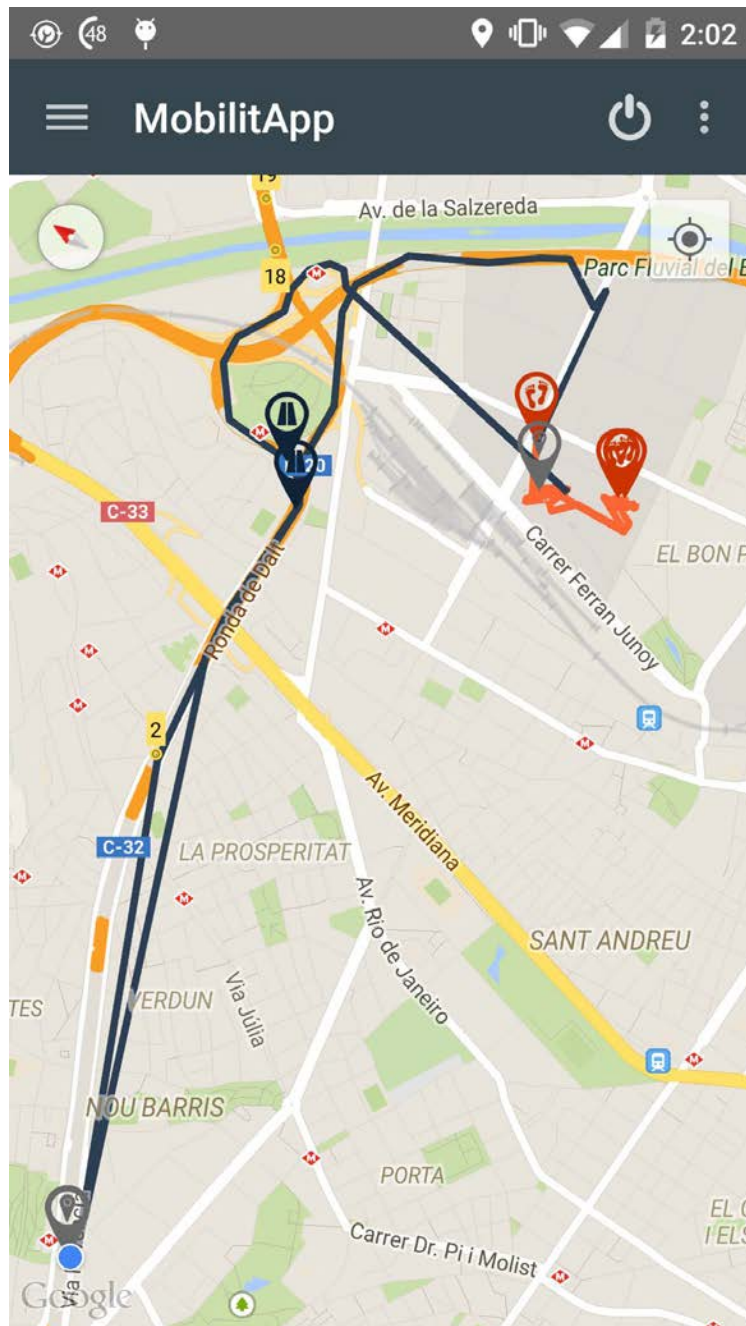 48
2:02
MobilitApp
19
Av. de la Salzereda
18
Parc Fluvial del B
M
M
C-33
Ronda de Dalt
Carrer Ferran Junoy
EL BON P
M
M
M
M
M
2
Av. Meridiana
C-32
LA PROSPERITAT
M
M
Av. Rio de Janeiro
SANT ANDREU
TES
VERDUN
Via Júlia
M
NOU BARRIS
M
PORTA
EL
I ELS
M
Carrer Dr. Pi i Molist
M
Google